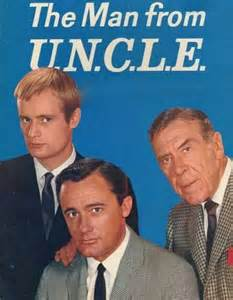 The Man from
U.N.C.L.E.